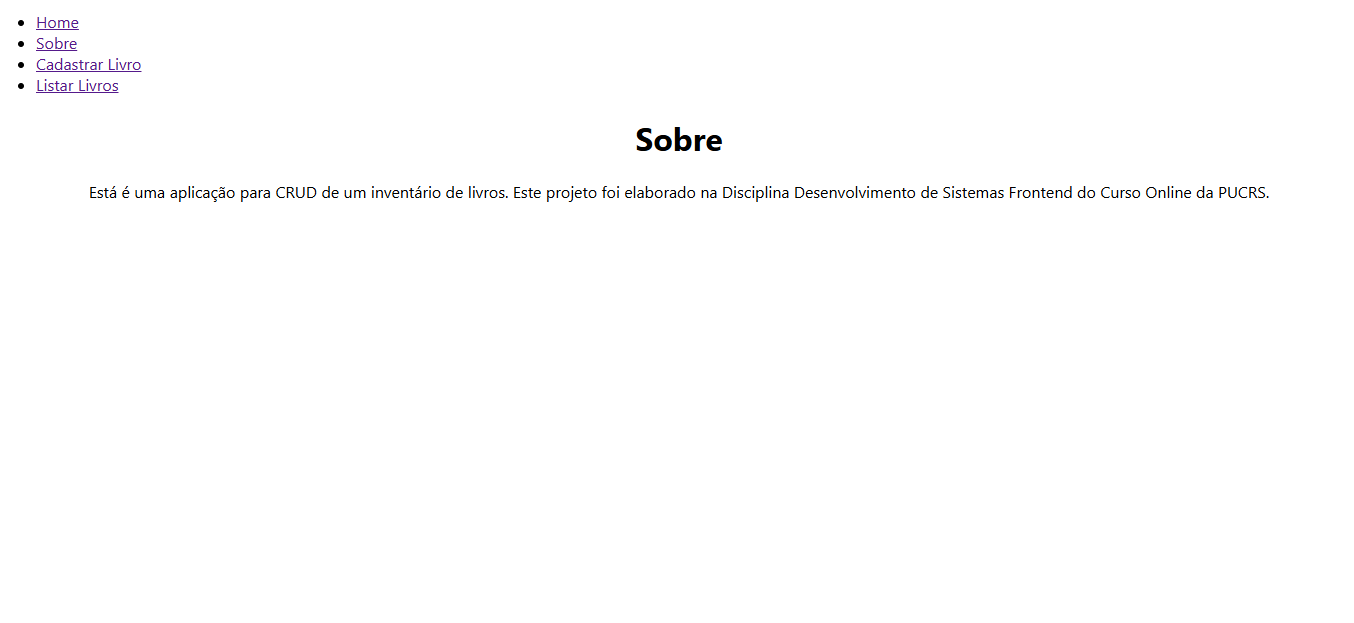 Home
Sobre
Cadastrar Livro
Listar Livros
Sobre
Está é uma aplicação para CRUD de um inventário de livros. Este projeto foi elaborado na Disciplina Desenvolvimento de Sistemas Frontend do Curso Online da PUCRS.